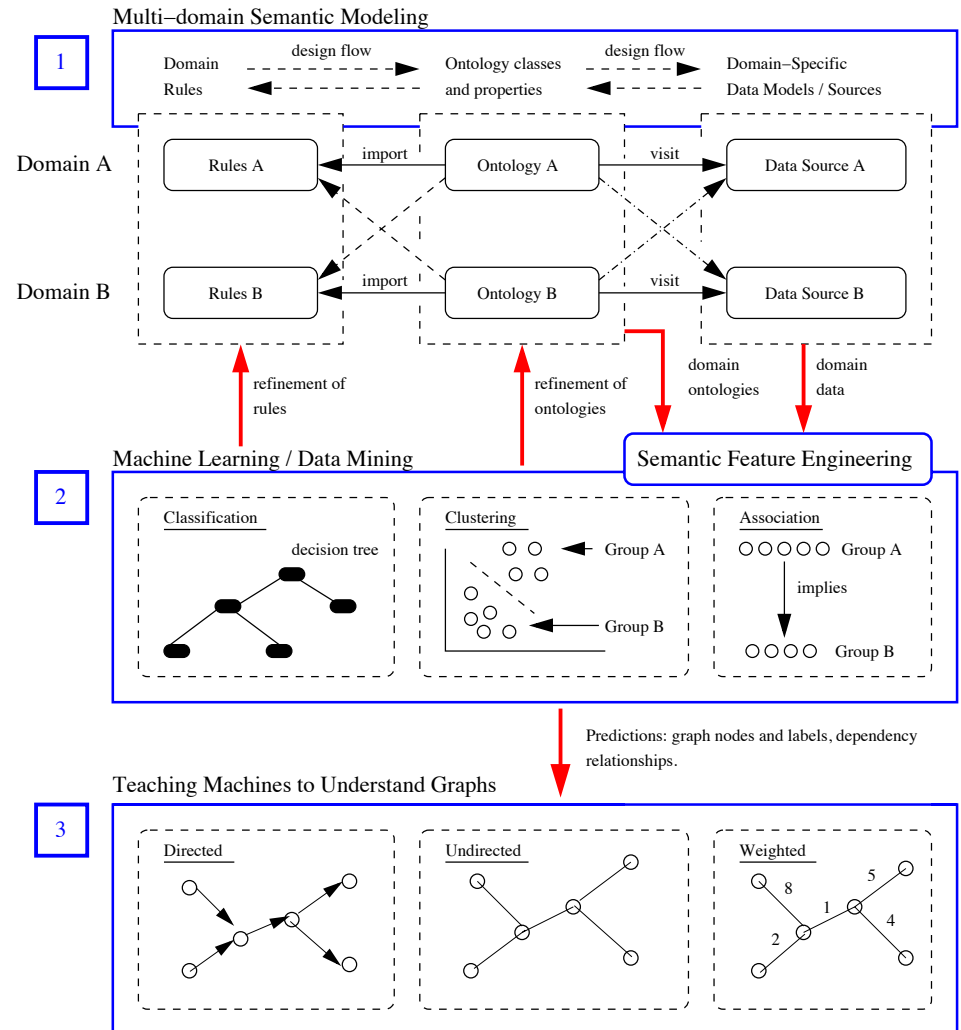 Multi–domain Semantic Modeling
1
Domain
Rules
design flow
Ontology classes
and properties
design flow
Domain–Specific
Data Models / Sources
Domain A
Rules A
import
Ontology A
visit
Data Source A
Domain B
Rules B
import
Ontology B
visit
Data Source B
refinement of
rules
refinement of
ontologies
domain
ontologies
domain
data
Machine Learning / Data Mining
Semantic Feature Engineering
2
Classification
decision tree
Clustering
Group A
Group B
Association
Group A
implies
Group B
Predictions: graph nodes and labels, dependency
relationships.
Teaching Machines to Understand Graphs
3
Directed
Undirected
Weighted
8
5
1
2
4